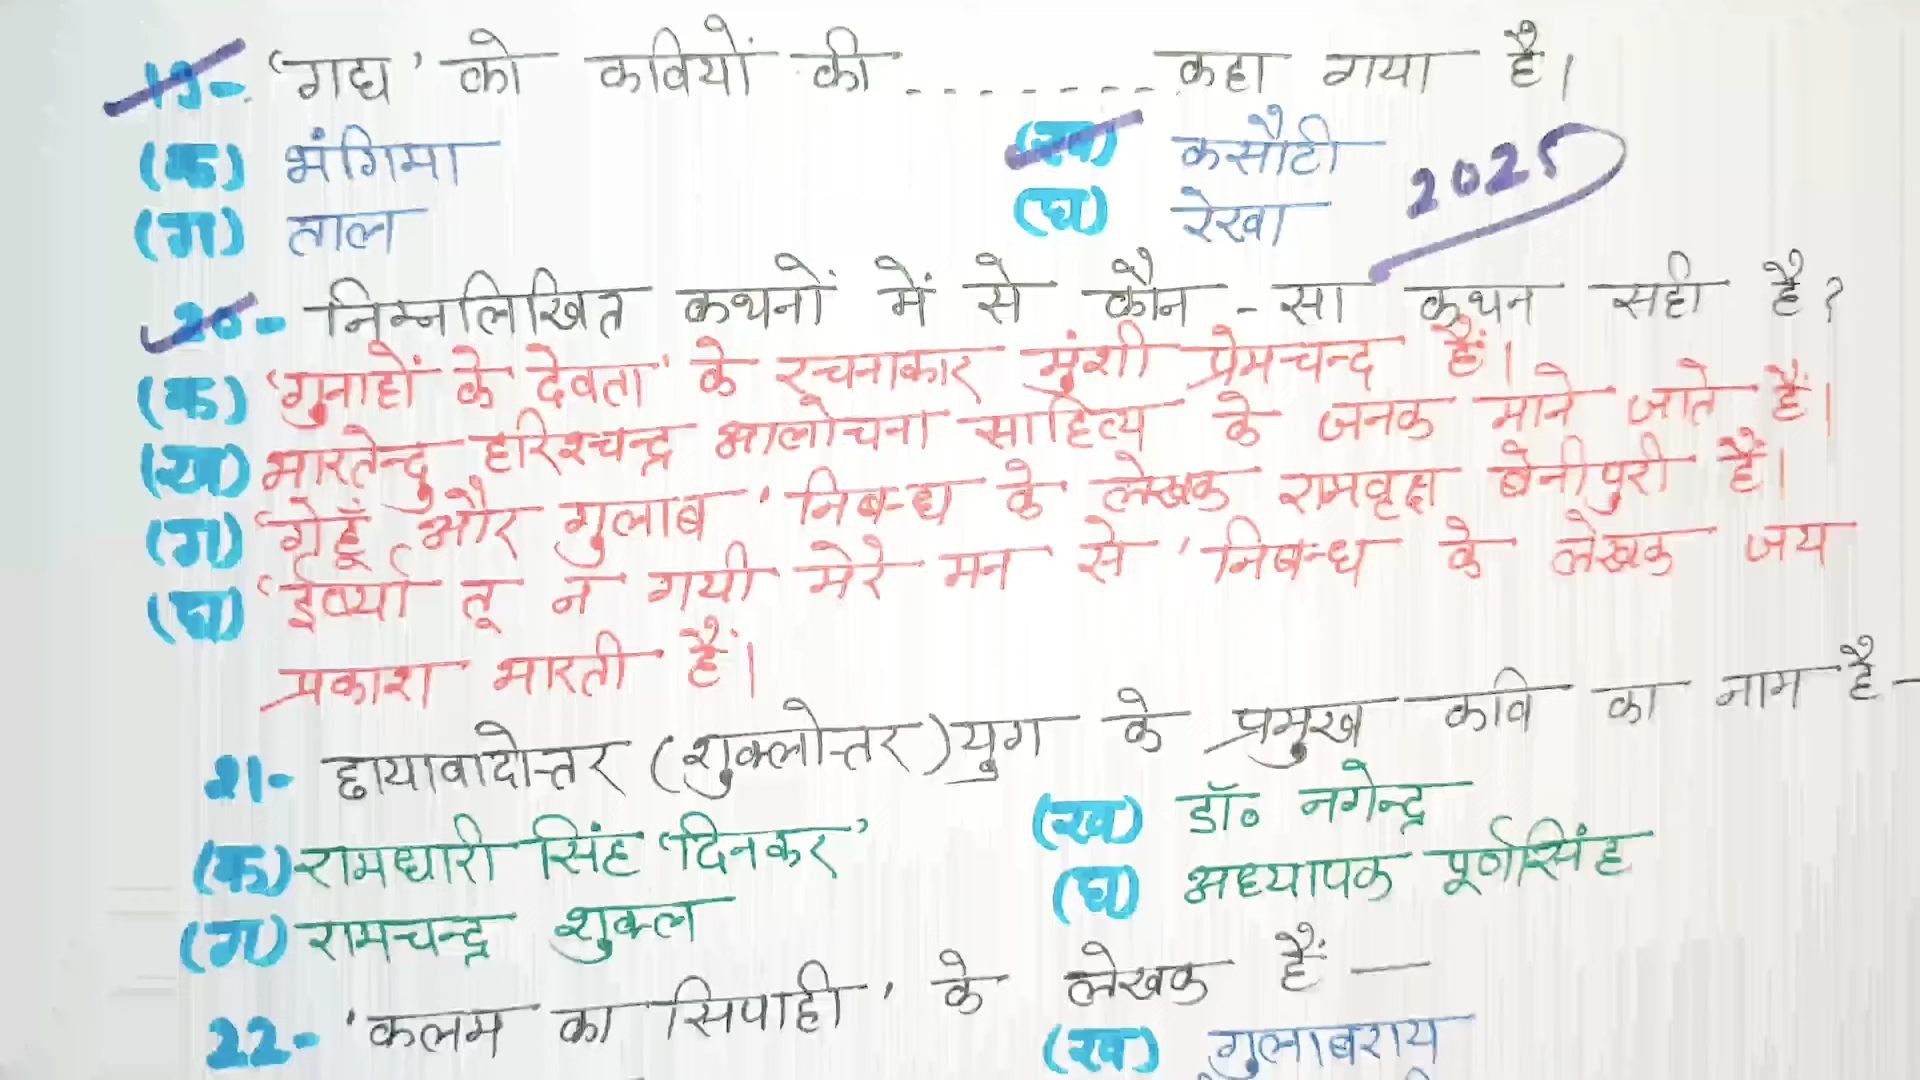 19- 'गद्य' को कवियों की ........ कहा गया है।
(क) भंगिमा (ख) कसौटी
(ग) ताल (घ) रेखा 2025
20- निम्नलिखित कथनों में से कौन-सा कथन सही है?
(क) 'गुनाहों के देवता' के रचनाकार मुंशी प्रेमचन्द हैं।
(ख) भारतेन्दु हरिश्चन्द्र आलोचना साहित्य के जनक माने जाते हैं।
(ग) 'गेहूँ और गुलाब' निबन्ध के लेखक रामवृक्ष बेनीपुरी हैं।
(घ) 'ईर्ष्या तू न गयी मेरे मन से' निबन्ध के लेखक जय
प्रकाश भारती हैं।
21- छायावादोत्तर (शुक्लोत्तर) युग के प्रमुख कवि का नाम है-
(क) रामधारी सिंह 'दिनकर' (ख) डॉ० नगेन्द्र
(ग) रामचन्द्र शुक्ल (घ) अध्यापक पूर्णसिंह
22- 'कलम का सिपाही' के लेखक हैं —
(ख) गुलाबराय